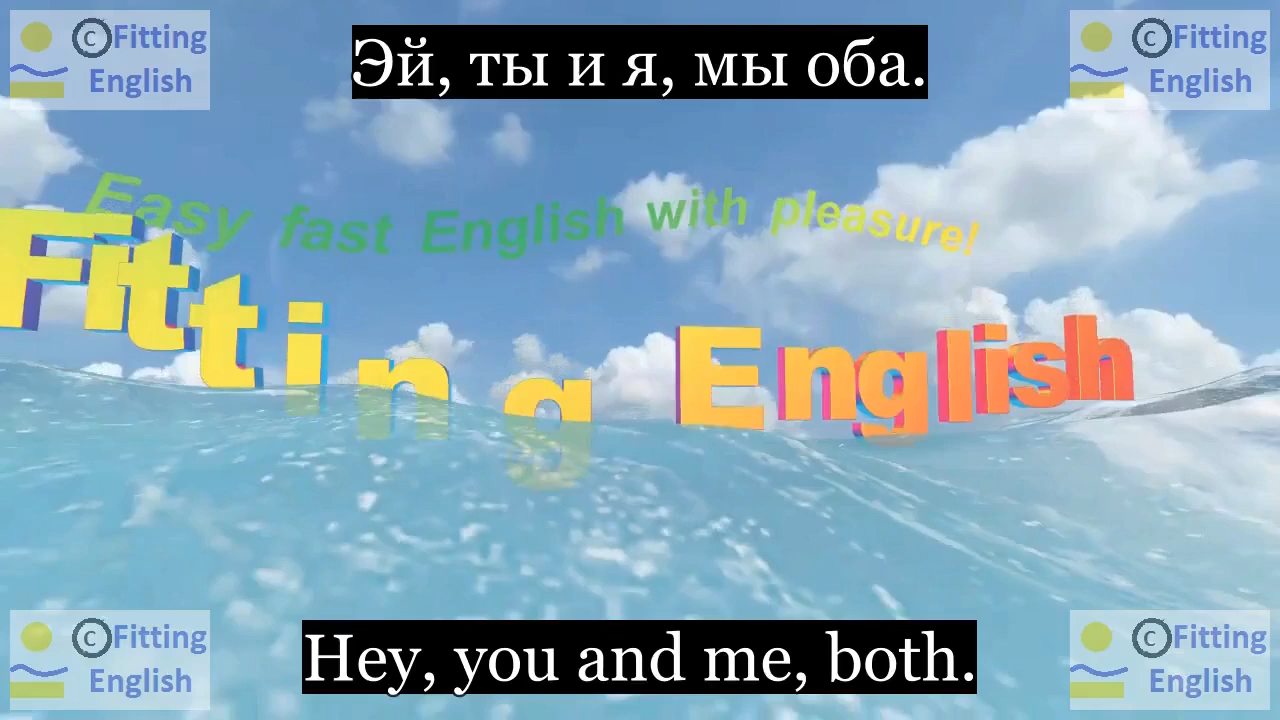 ©Fitting
English
Эй, ты и я, мы оба.
©Fitting
English
Easy fast English with pleasure!
Fitting English
©Fitting
English
Hey, you and me, both.
©Fitting
English